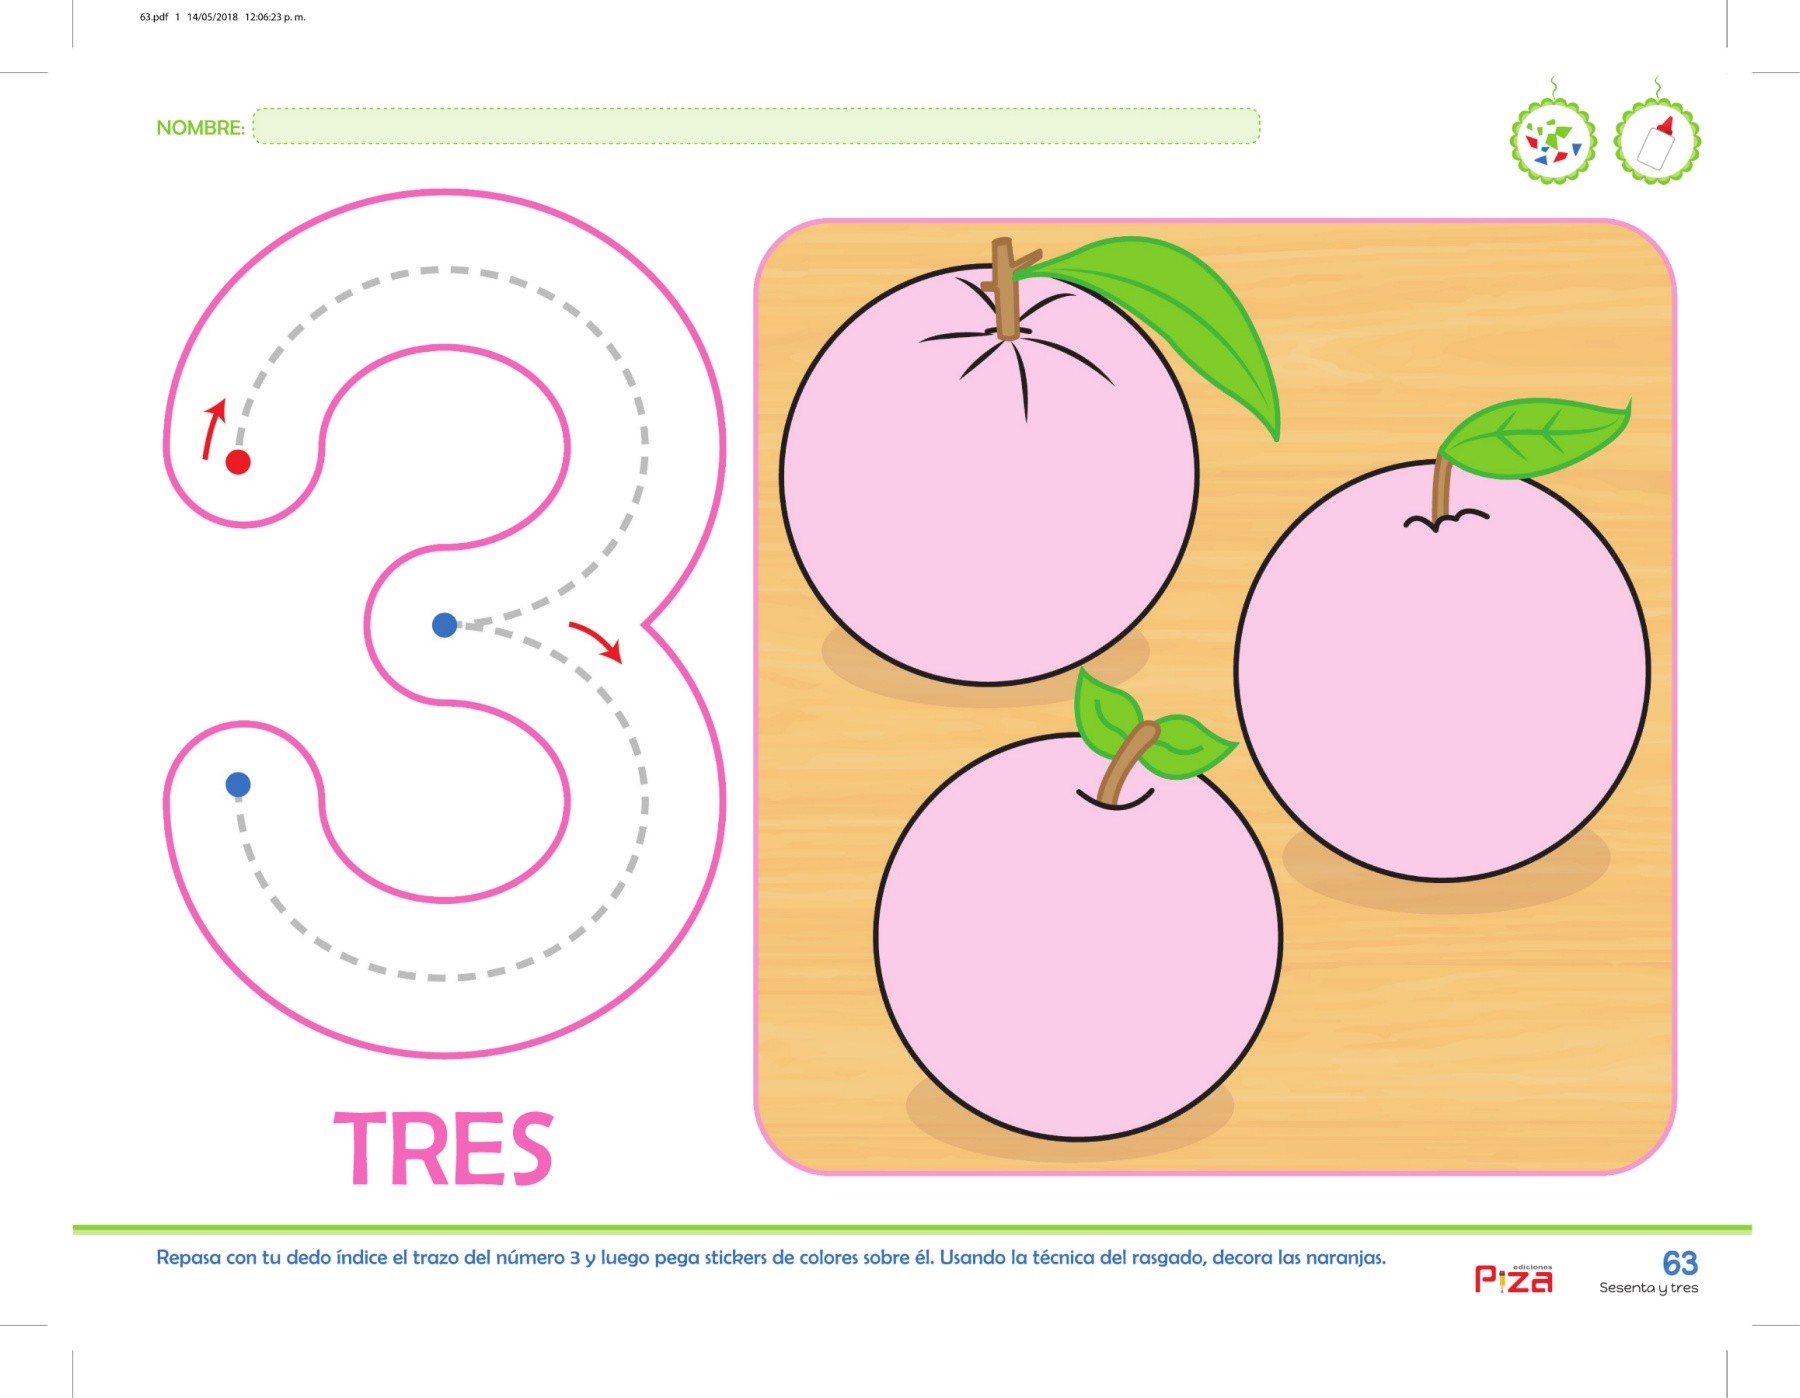 63.pdf 1 14/05/2018 12:06:23 p. m.
NOMBRE:
3
TRES
Repasa con tu dedo índice el trazo del número 3 y luego pega stickers de colores sobre él. Usando la técnica del rasgado, decora las naranjas.
ediciones
Piza
63
Sesenta y tres